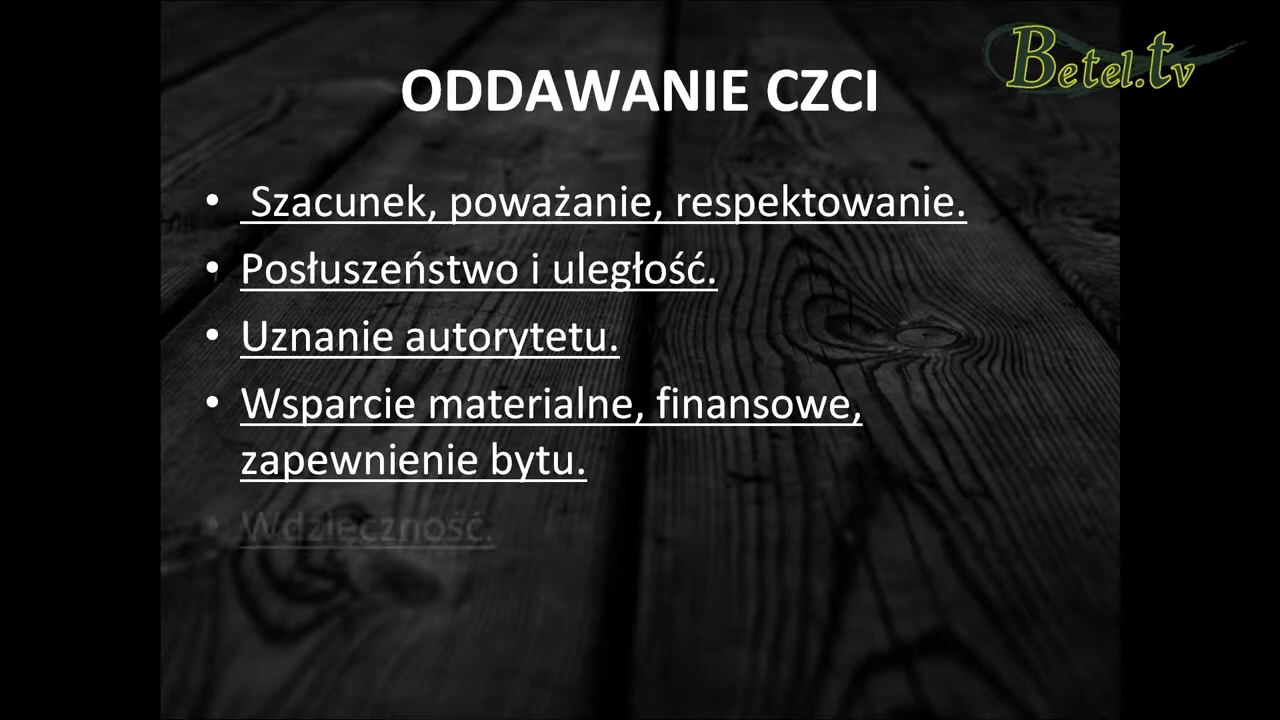 Betel.tv
ODDAWANIE CZCI
• Szacunek, poważanie, respektowanie.
• Posłuszeństwo i uległość.
• Uznanie autorytetu.
• Wsparcie materialne, finansowe,
zapewnienie bytu.
• Wdzięczność.